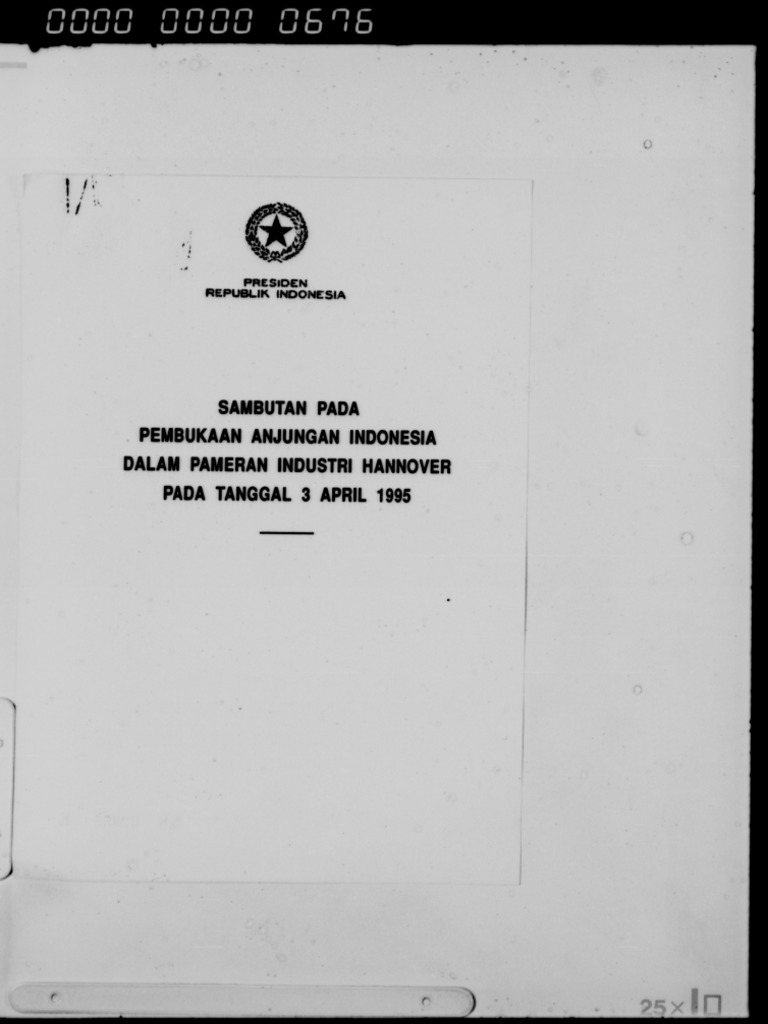 0000 0000 0676
PRESIDEN
REPUBLIK INDONESIA
SAMBUTAN PADA
PEMBUKAAN ANJUNGAN INDONESIA
DALAM PAMERAN INDUSTRI HANNOVER
PADA TANGGAL 3 APRIL 1995
25×